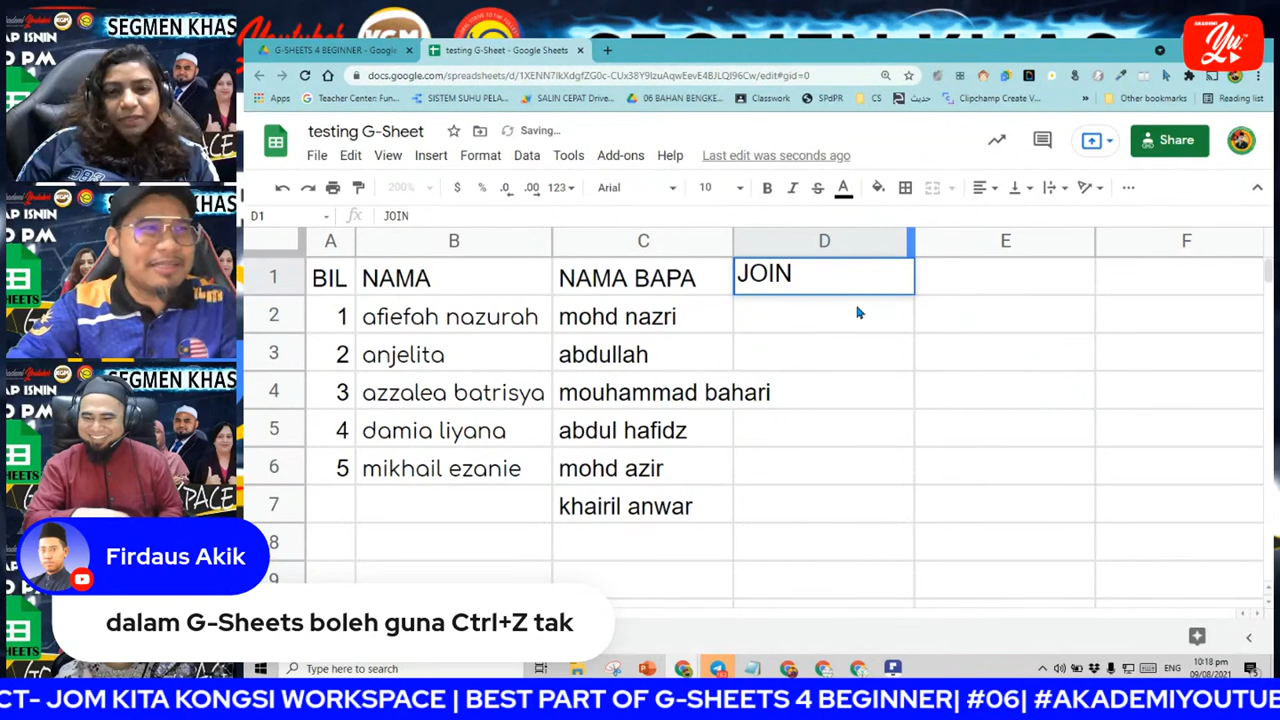 SEGMEN KHAS
G-SHEETS 4 BEGINNER - Google
testing G-Sheet - Google Sheets
docs.google.com/spreadsheets/d/1XENN7IkXdgfZG0c-CUx38Y9IzuAqwEevE4BJLQI96Cw/edit#gid=0
Apps
Teacher Center: Fun...
SISTEM SUHU PELA...
SALIN CEPAT Drive...
06 BAHAN BENGKE...
Classwork
SPdPR
CS
حديث
Clipchamp Create V...
Other bookmarks
Reading list
testing G-Sheet
Saving...
File Edit View Insert Format Data Tools Add-ons Help Last edit was seconds ago
Share
200% $ % .0 .00 123 Arial 10 B I S A
D1 fx JOIN
A B C D E F
1 BIL NAMA NAMA BAPA JOIN
2 1 afiefah nazurah mohd nazri
3 2 anjelita abdullah
4 3 azzalea batrisya mouhammad bahari
5 4 damia liyana abdul hafidz
6 5 mikhail ezanie mohd azir
7 khairil anwar
8
9
Firdaus Akik
dalam G-Sheets boleh guna Ctrl+Z tak
Type here to search
ENG
10:18 pm
09/08/2021
CT- JOM KITA KONGSI WORKSPACE | BEST PART OF G-SHEETS 4 BEGINNER| #06| #AKADEMIYOUTUBE